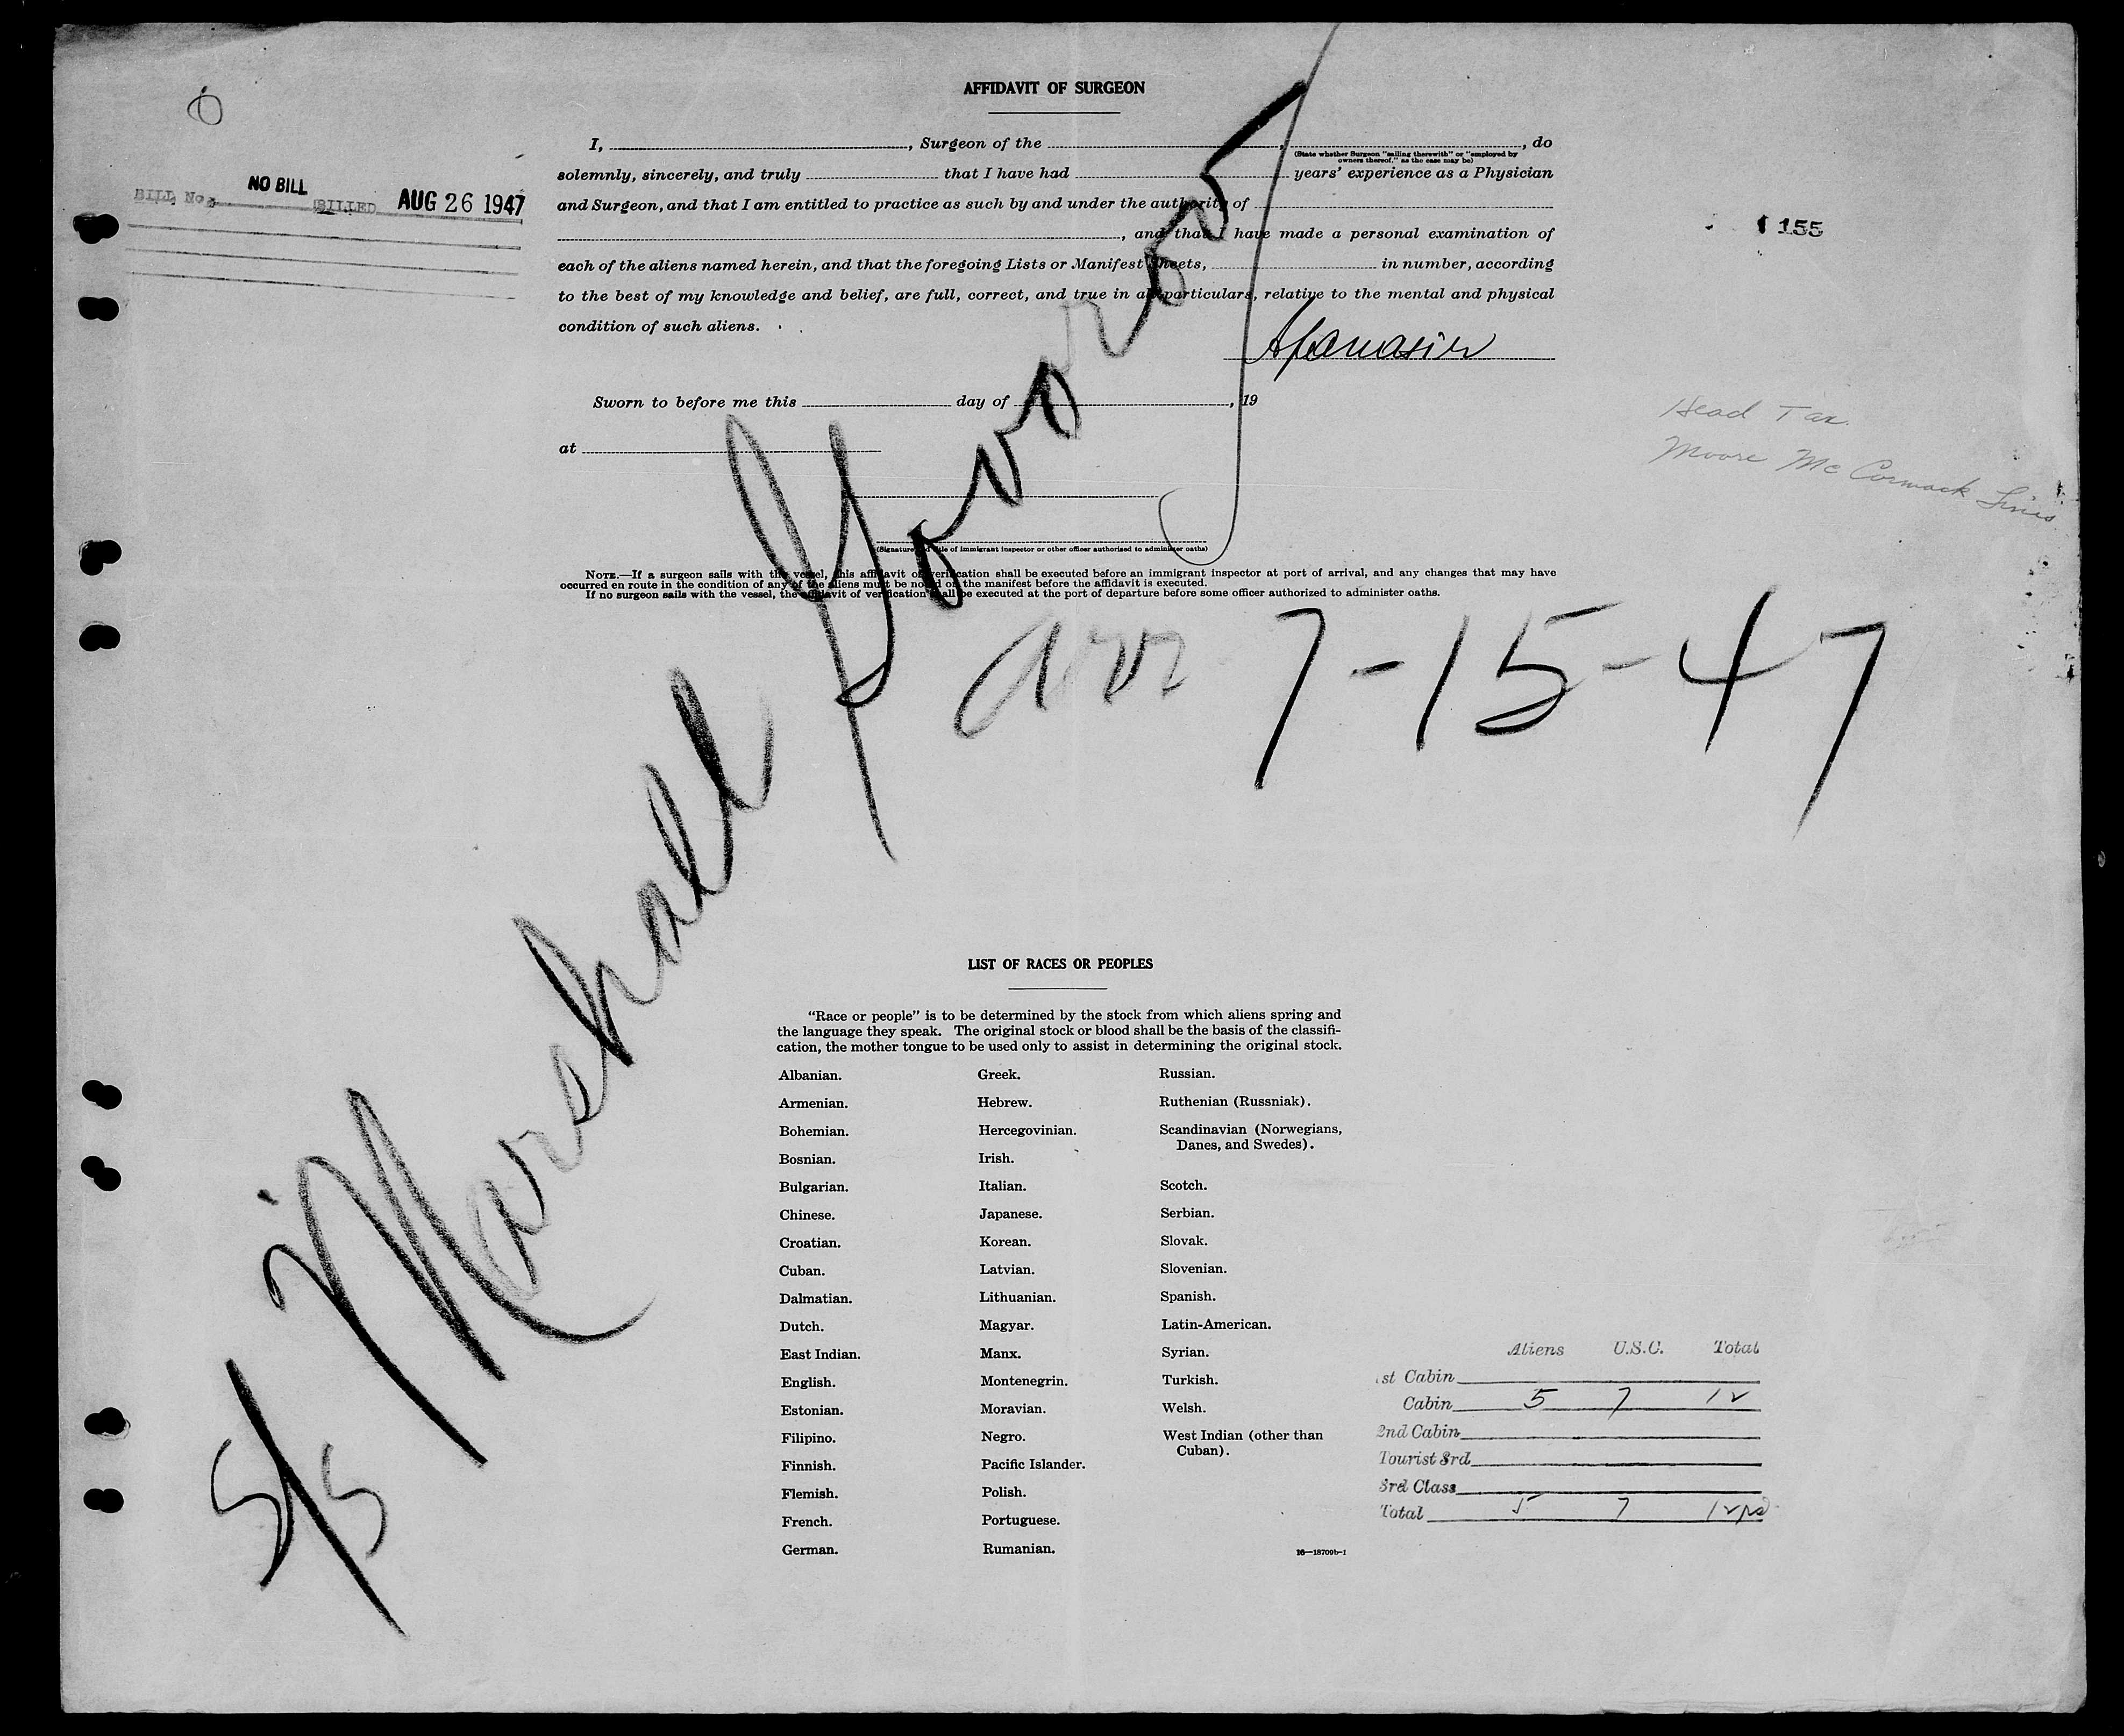 AFFIDAVIT OF SURGEON
I, , Surgeon of the , , do
(State whether Surgeon "sailing therewith" or "employed by
owners thereof," as the case may be)
solemnly, sincerely, and truly that I have had years' experience as a Physician
and Surgeon, and that I am entitled to practice as such by and under the authority of
, and that I have made a personal examination of
each of the aliens named herein, and that the foregoing Lists or Manifest Sheets, in number, according
to the best of my knowledge and belief, are full, correct, and true in all particulars, relative to the mental and physical
condition of such aliens.
NO BILL
BILL No. BILLED AUG 26 1947
155
Afanasiev
Sworn to before me this day of , 19
at
Head Tax.
Moore McCormack Lines
(Signature and title of immigrant inspector or other officer authorized to administer oaths)
NOTE.—If a surgeon sails with the vessel, this affidavit of verification shall be executed before an immigrant inspector at port of arrival, and any changes that may have
occurred en route in the condition of any of the aliens must be noted on the manifest before the affidavit is executed.
If no surgeon sails with the vessel, the affidavit of verification shall be executed at the port of departure before some officer authorized to administer oaths.
S/S Marshall Govorov
arr 7-15-47
LIST OF RACES OR PEOPLES
"Race or people" is to be determined by the stock from which aliens spring and
the language they speak. The original stock or blood shall be the basis of the classifi-
cation, the mother tongue to be used only to assist in determining the original stock.
Albanian.
Armenian.
Bohemian.
Bosnian.
Bulgarian.
Chinese.
Croatian.
Cuban.
Dalmatian.
Dutch.
East Indian.
English.
Estonian.
Filipino.
Finnish.
Flemish.
French.
German.
Greek.
Hebrew.
Hercegovinian.
Irish.
Italian.
Japanese.
Korean.
Latvian.
Lithuanian.
Magyar.
Manx.
Montenegrin.
Moravian.
Negro.
Pacific Islander.
Polish.
Portuguese.
Rumanian.
Russian.
Ruthenian (Russniak).
Scandinavian (Norwegians,
Danes, and Swedes).
Scotch.
Serbian.
Slovak.
Slovenian.
Spanish.
Latin-American.
Syrian.
Turkish.
Welsh.
West Indian (other than
Cuban).
16—18709b-1
Aliens U.S.C. Total
1st Cabin
Cabin 5 7 12
2nd Cabin
Tourist 3rd
3rd Class
Total 5 7 12